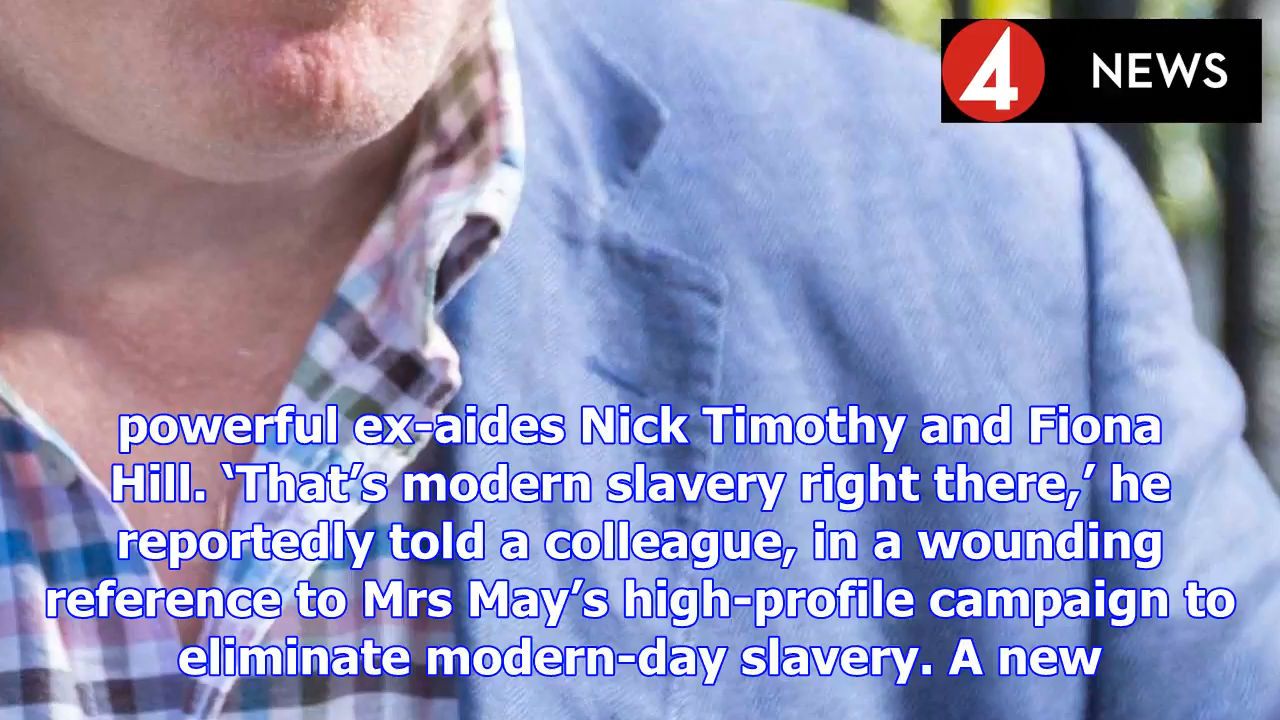 4 NEWS
powerful ex-aides Nick Timothy and Fiona
Hill. ‘That’s modern slavery right there,’ he
reportedly told a colleague, in a wounding
reference to Mrs May’s high-profile campaign to
eliminate modern-day slavery. A new